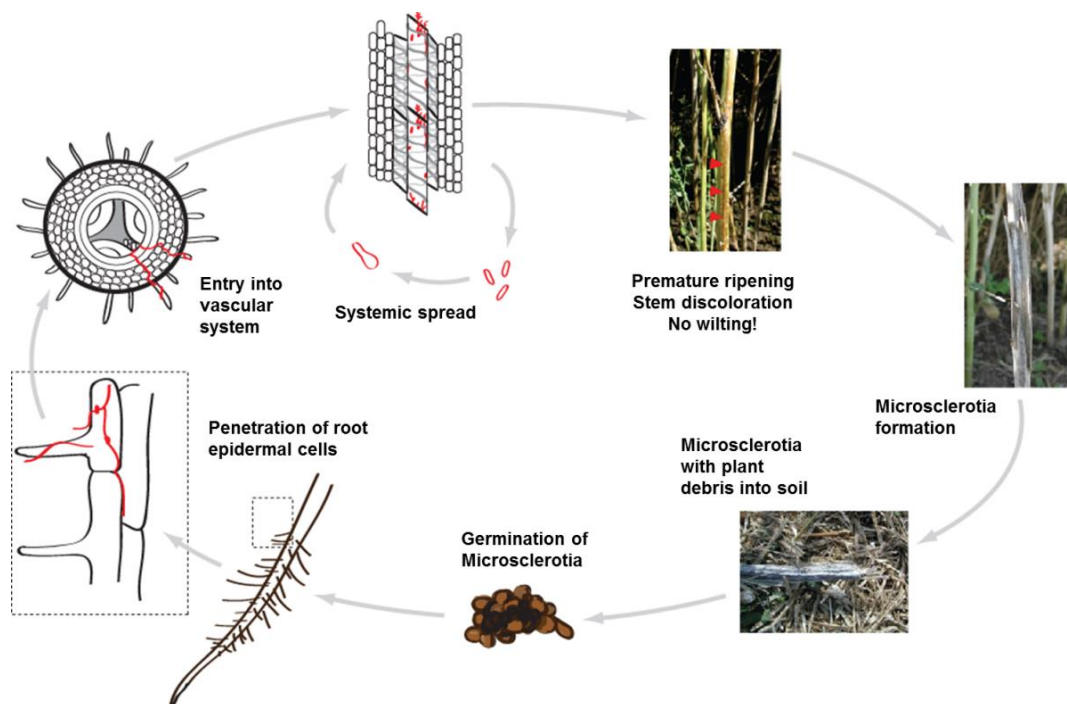 Entry into
vascular
system
Systemic spread
Premature ripening
Stem discoloration
No wilting!
Microsclerotia
formation
Microsclerotia
with plant
debris into soil
Germination of
Microsclerotia
Penetration of root
epidermal cells